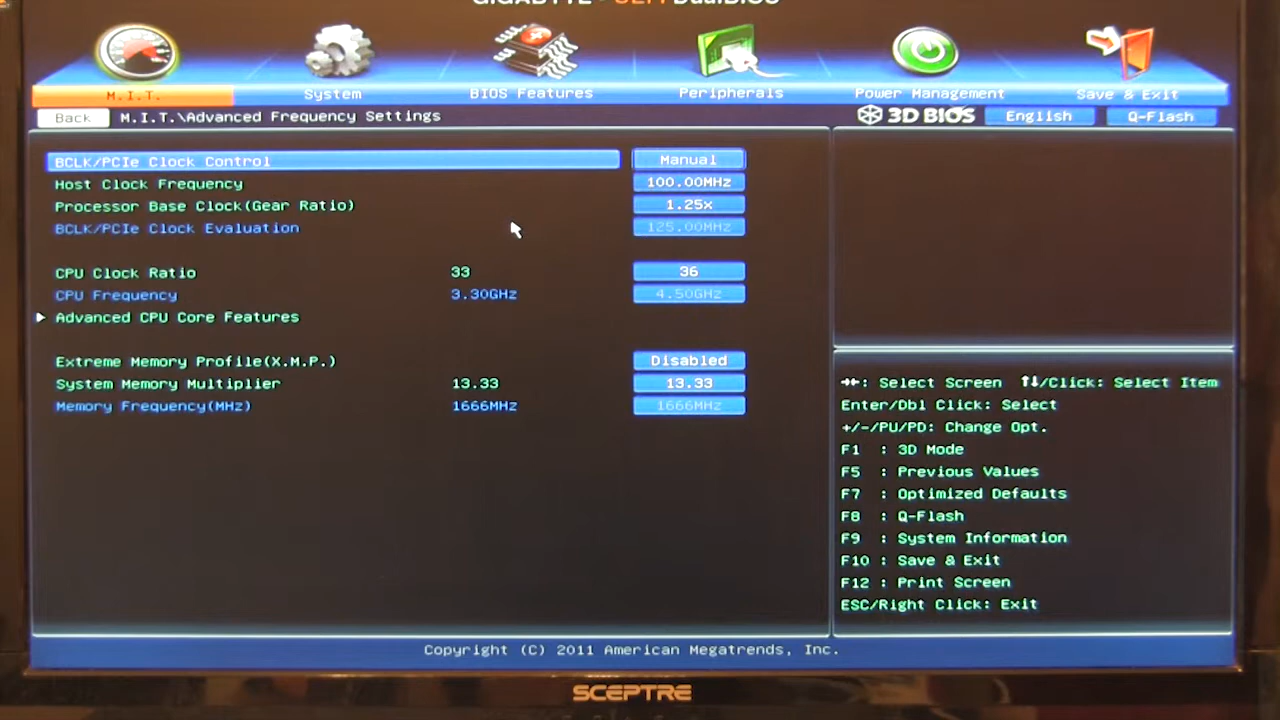 GIGABYTE - UEFI DualBIOS
M.I.T. System BIOS Features Peripherals Power Management Save & Exit
Back M.I.T.\Advanced Frequency Settings 3D BIOS English Q-Flash
BCLK/PCIe Clock Control Manual
Host Clock Frequency 100.00MHz
Processor Base Clock(Gear Ratio) 1.25x
BCLK/PCIe Clock Evaluation 125.00MHz
CPU Clock Ratio 33 36
CPU Frequency 3.30GHz 4.50GHz
Advanced CPU Core Features
Extreme Memory Profile(X.M.P.) Disabled
System Memory Multiplier 13.33 13.33
Memory Frequency(MHz) 1666MHz 1666MHz
→←: Select Screen ↑↓/Click: Select Item
Enter/Dbl Click: Select
+/-/PU/PD: Change Opt.
F1 : 3D Mode
F5 : Previous Values
F7 : Optimized Defaults
F8 : Q-Flash
F9 : System Information
F10 : Save & Exit
F12 : Print Screen
ESC/Right Click: Exit
Copyright (C) 2011 American Megatrends, Inc.
SCEPTRE